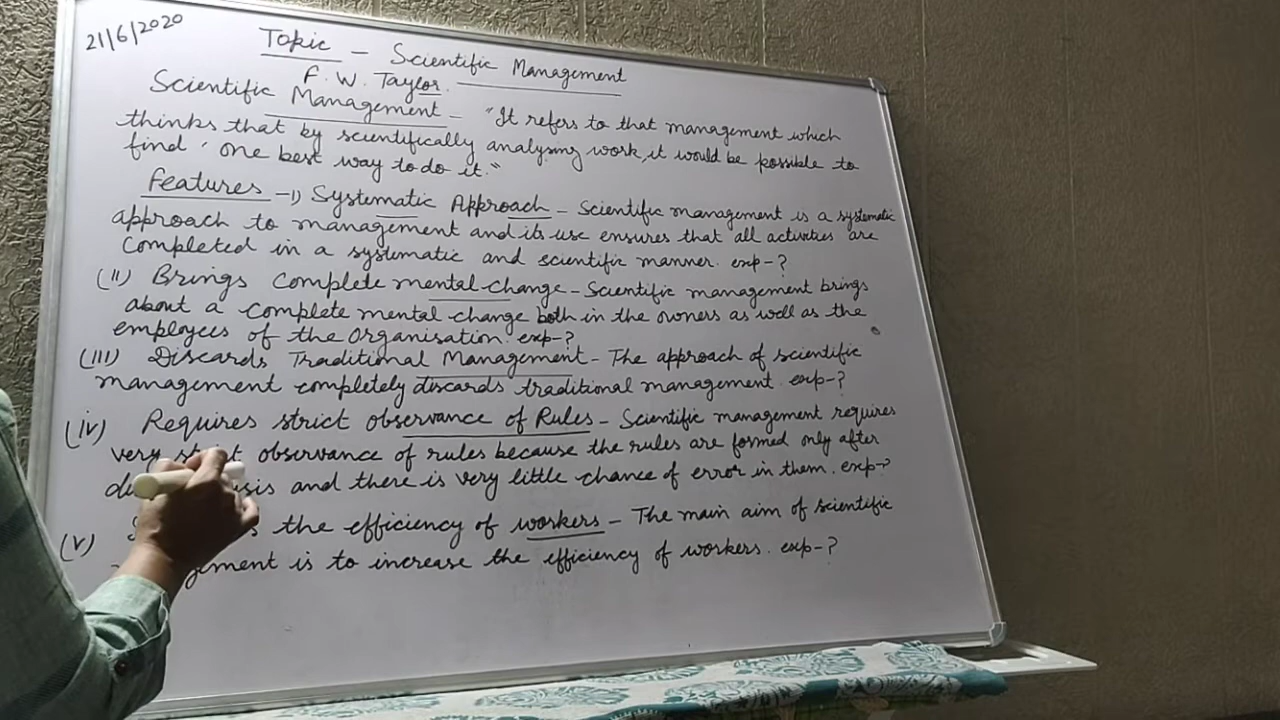 21/6/2020
Topic - Scientific Management
F. W. Taylor.
Scientific Management - "It refers to that management which
thinks that by scientifically analysing work, it would be possible to
find 'one best way to do it."
Features - 1) Systematic Approach - Scientific management is a systematic
approach to management and its use ensures that all activities are
completed in a systematic and scientific manner. exp-?
(II) Brings Complete mental change - Scientific management brings
about a complete mental change both in the owners as well as the
employees of the Organisation. exp-?
(III) Discards Traditional Management - The approach of scientific
management completely discards traditional management. exp-?
(iv) Requires strict observance of Rules - Scientific management requires
very strict observance of rules because the rules are formed only after
and there is very little chance of error in them. exp-?
(v) the efficiency of workers - The main aim of scientific
is to increase the efficiency of workers. exp-?